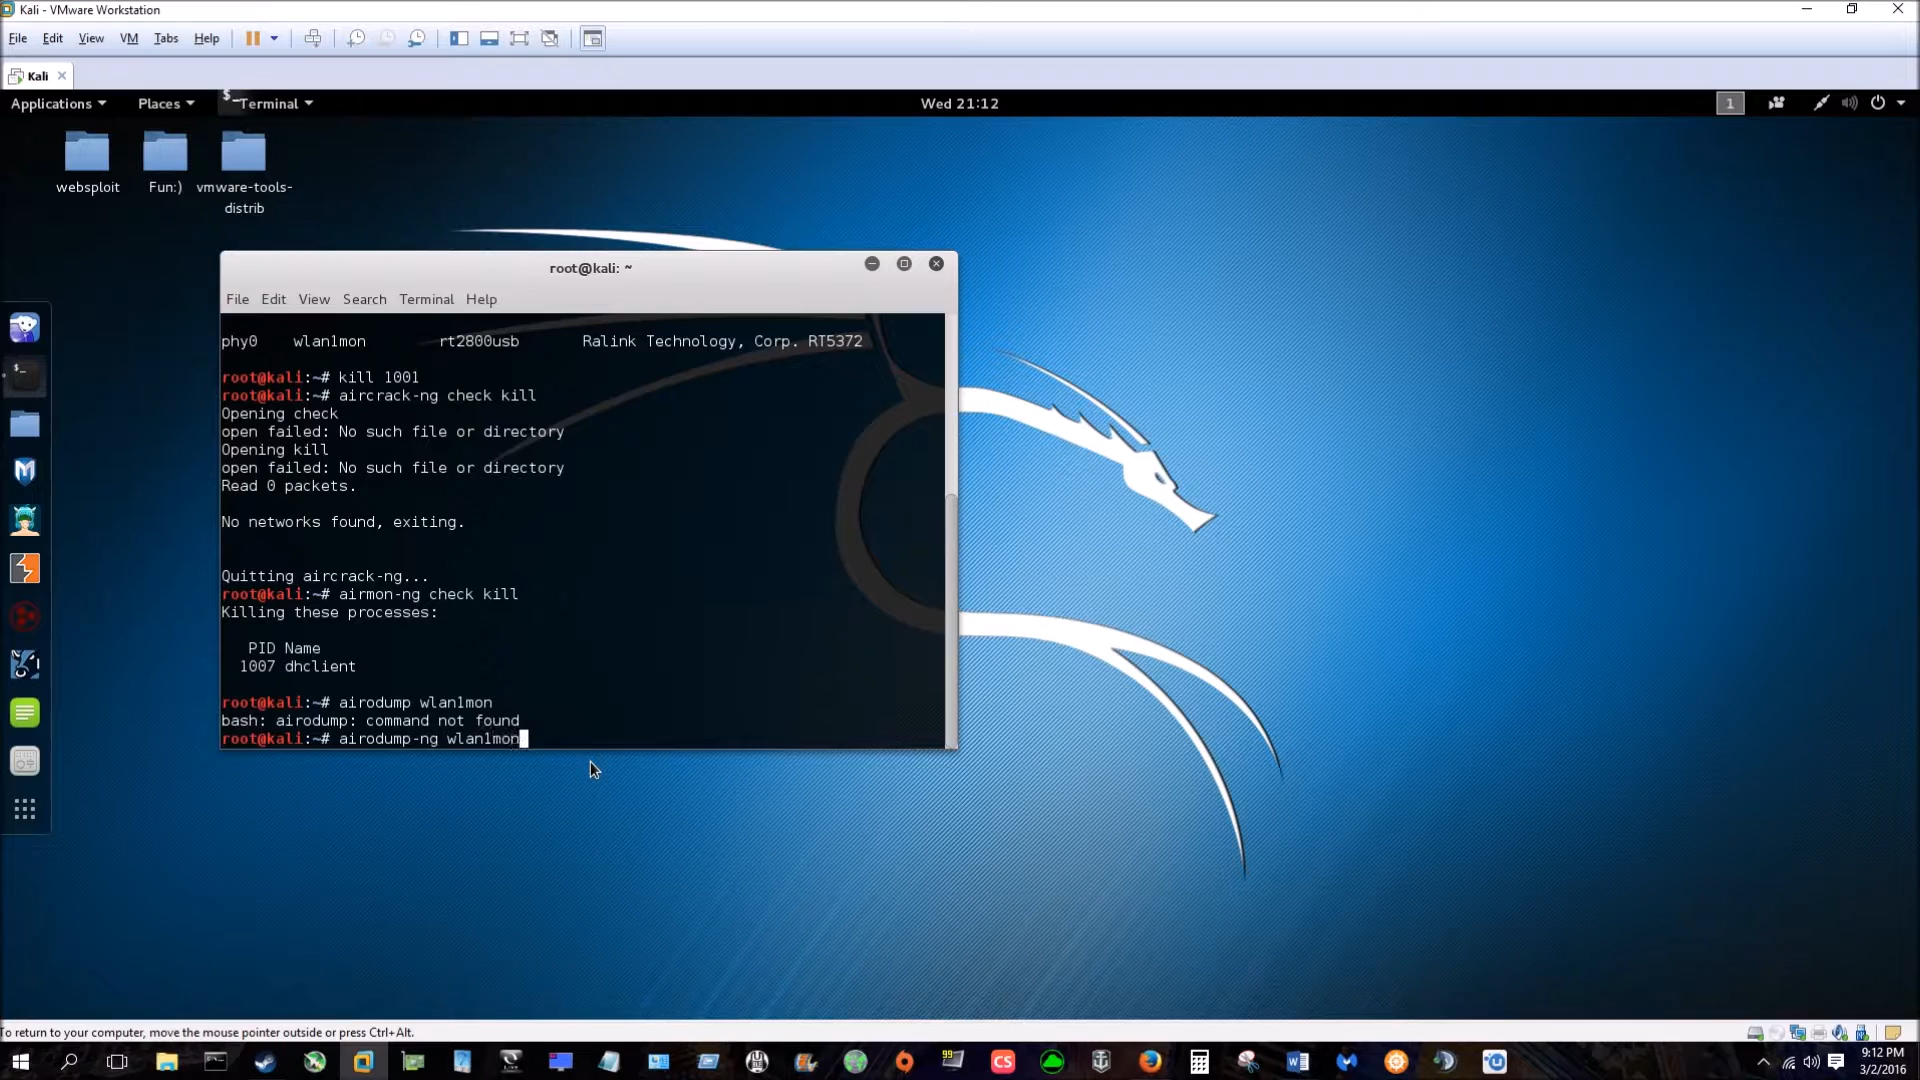 Kali - VMware Workstation
File Edit View VM Tabs Help
Kali
Applications Places Terminal Wed 21:12 1
websploit Fun:) vmware-tools-distrib
root@kali: ~
File Edit View Search Terminal Help
phy0 wlan1mon rt2800usb Ralink Technology, Corp. RT5372
root@kali:~# kill 1001
root@kali:~# aircrack-ng check kill
Opening check
open failed: No such file or directory
Opening kill
open failed: No such file or directory
Read 0 packets.
No networks found, exiting.
Quitting aircrack-ng...
root@kali:~# airmon-ng check kill
Killing these processes:
PID Name
1007 dhclient
root@kali:~# airodump wlan1mon
bash: airodump: command not found
root@kali:~# airodump-ng wlan1mon
To return to your computer, move the mouse pointer outside or press Ctrl+Alt.
99
CS
9:12 PM
3/2/2016